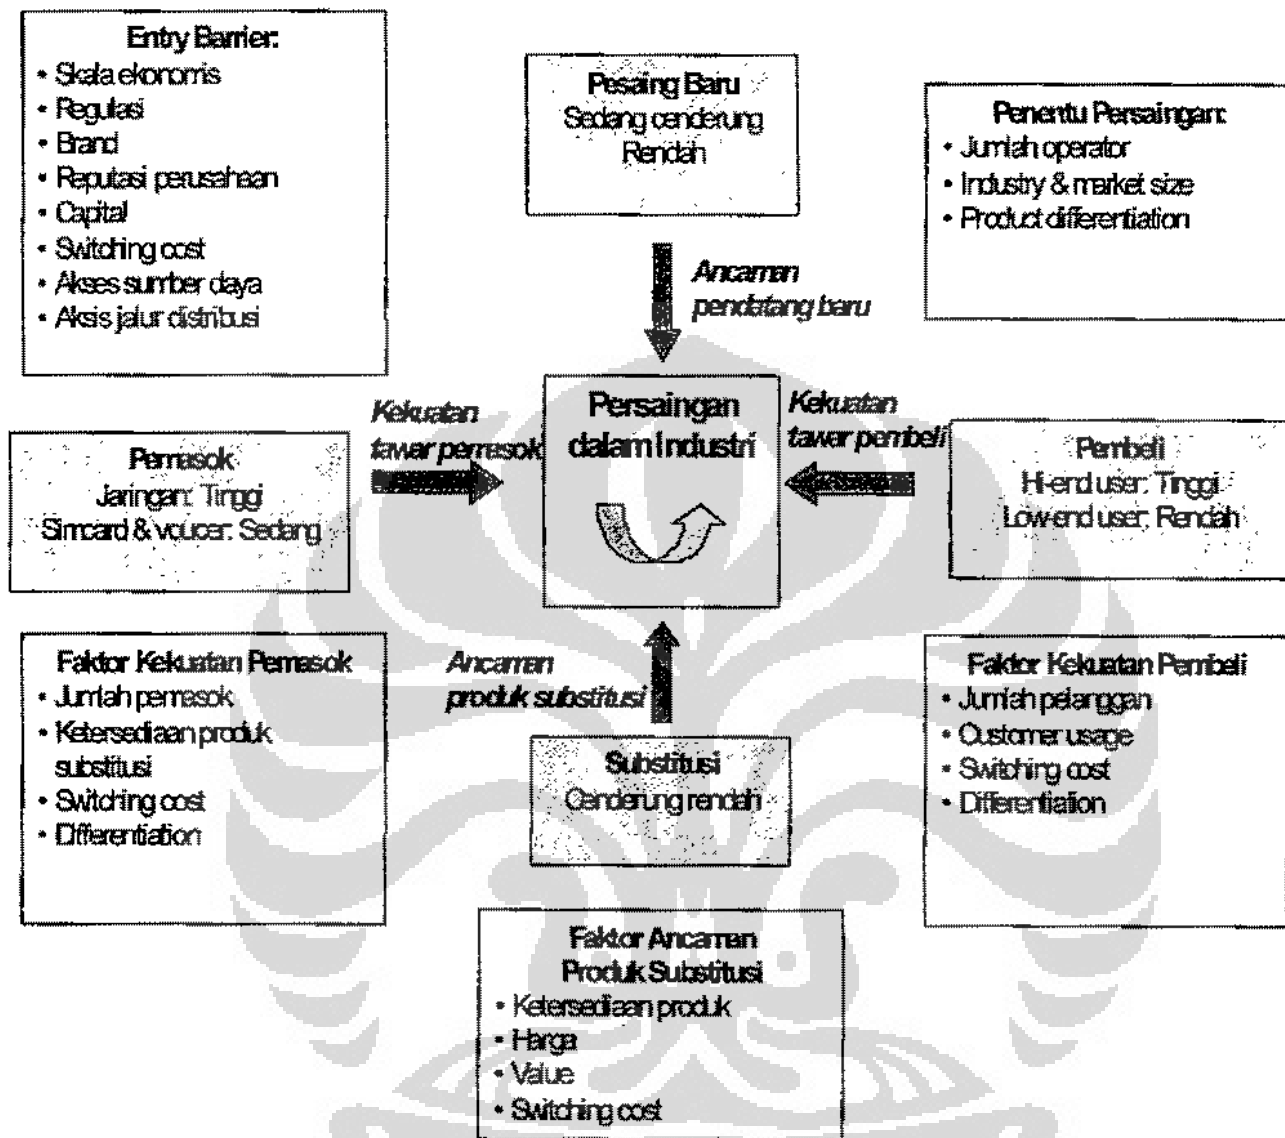 Entry Barrier:
• Skala ekonomis
• Regulasi
• Brand
• Reputasi perusahaan
• Capital
• Switching cost
• Akses sumber daya
• Aksis jalur distribusi
Pesaing Baru
Sedang cenderung
Rendah
Penentu Persaingan:
• Jumlah operator
• Industry & market size
• Product differentiation
Ancaman
pendatang baru
Kekuatan
tawar pemasok
Persaingan
dalam Industri
Kekuatan
tawar pembeli
Pemasok
Jaringan: Tinggi
Simcard & voucer: Sedang
Pembeli
Hi-end user: Tinggi
Low-end user: Rendah
Faktor Kekuatan Pemasok
• Jumlah pemasok
• Ketersediaan produk
substitusi
• Switching cost
• Differentiation
Ancaman
produk substitusi
Substitusi
Cenderung rendah
Faktor Kekuatan Pembeli
• Jumlah pelanggan
• Customer usage
• Switching cost
• Differentiation
Faktor Ancaman
Produk Substitusi
• Ketersediaan produk
• Harga
• Value
• Switching cost